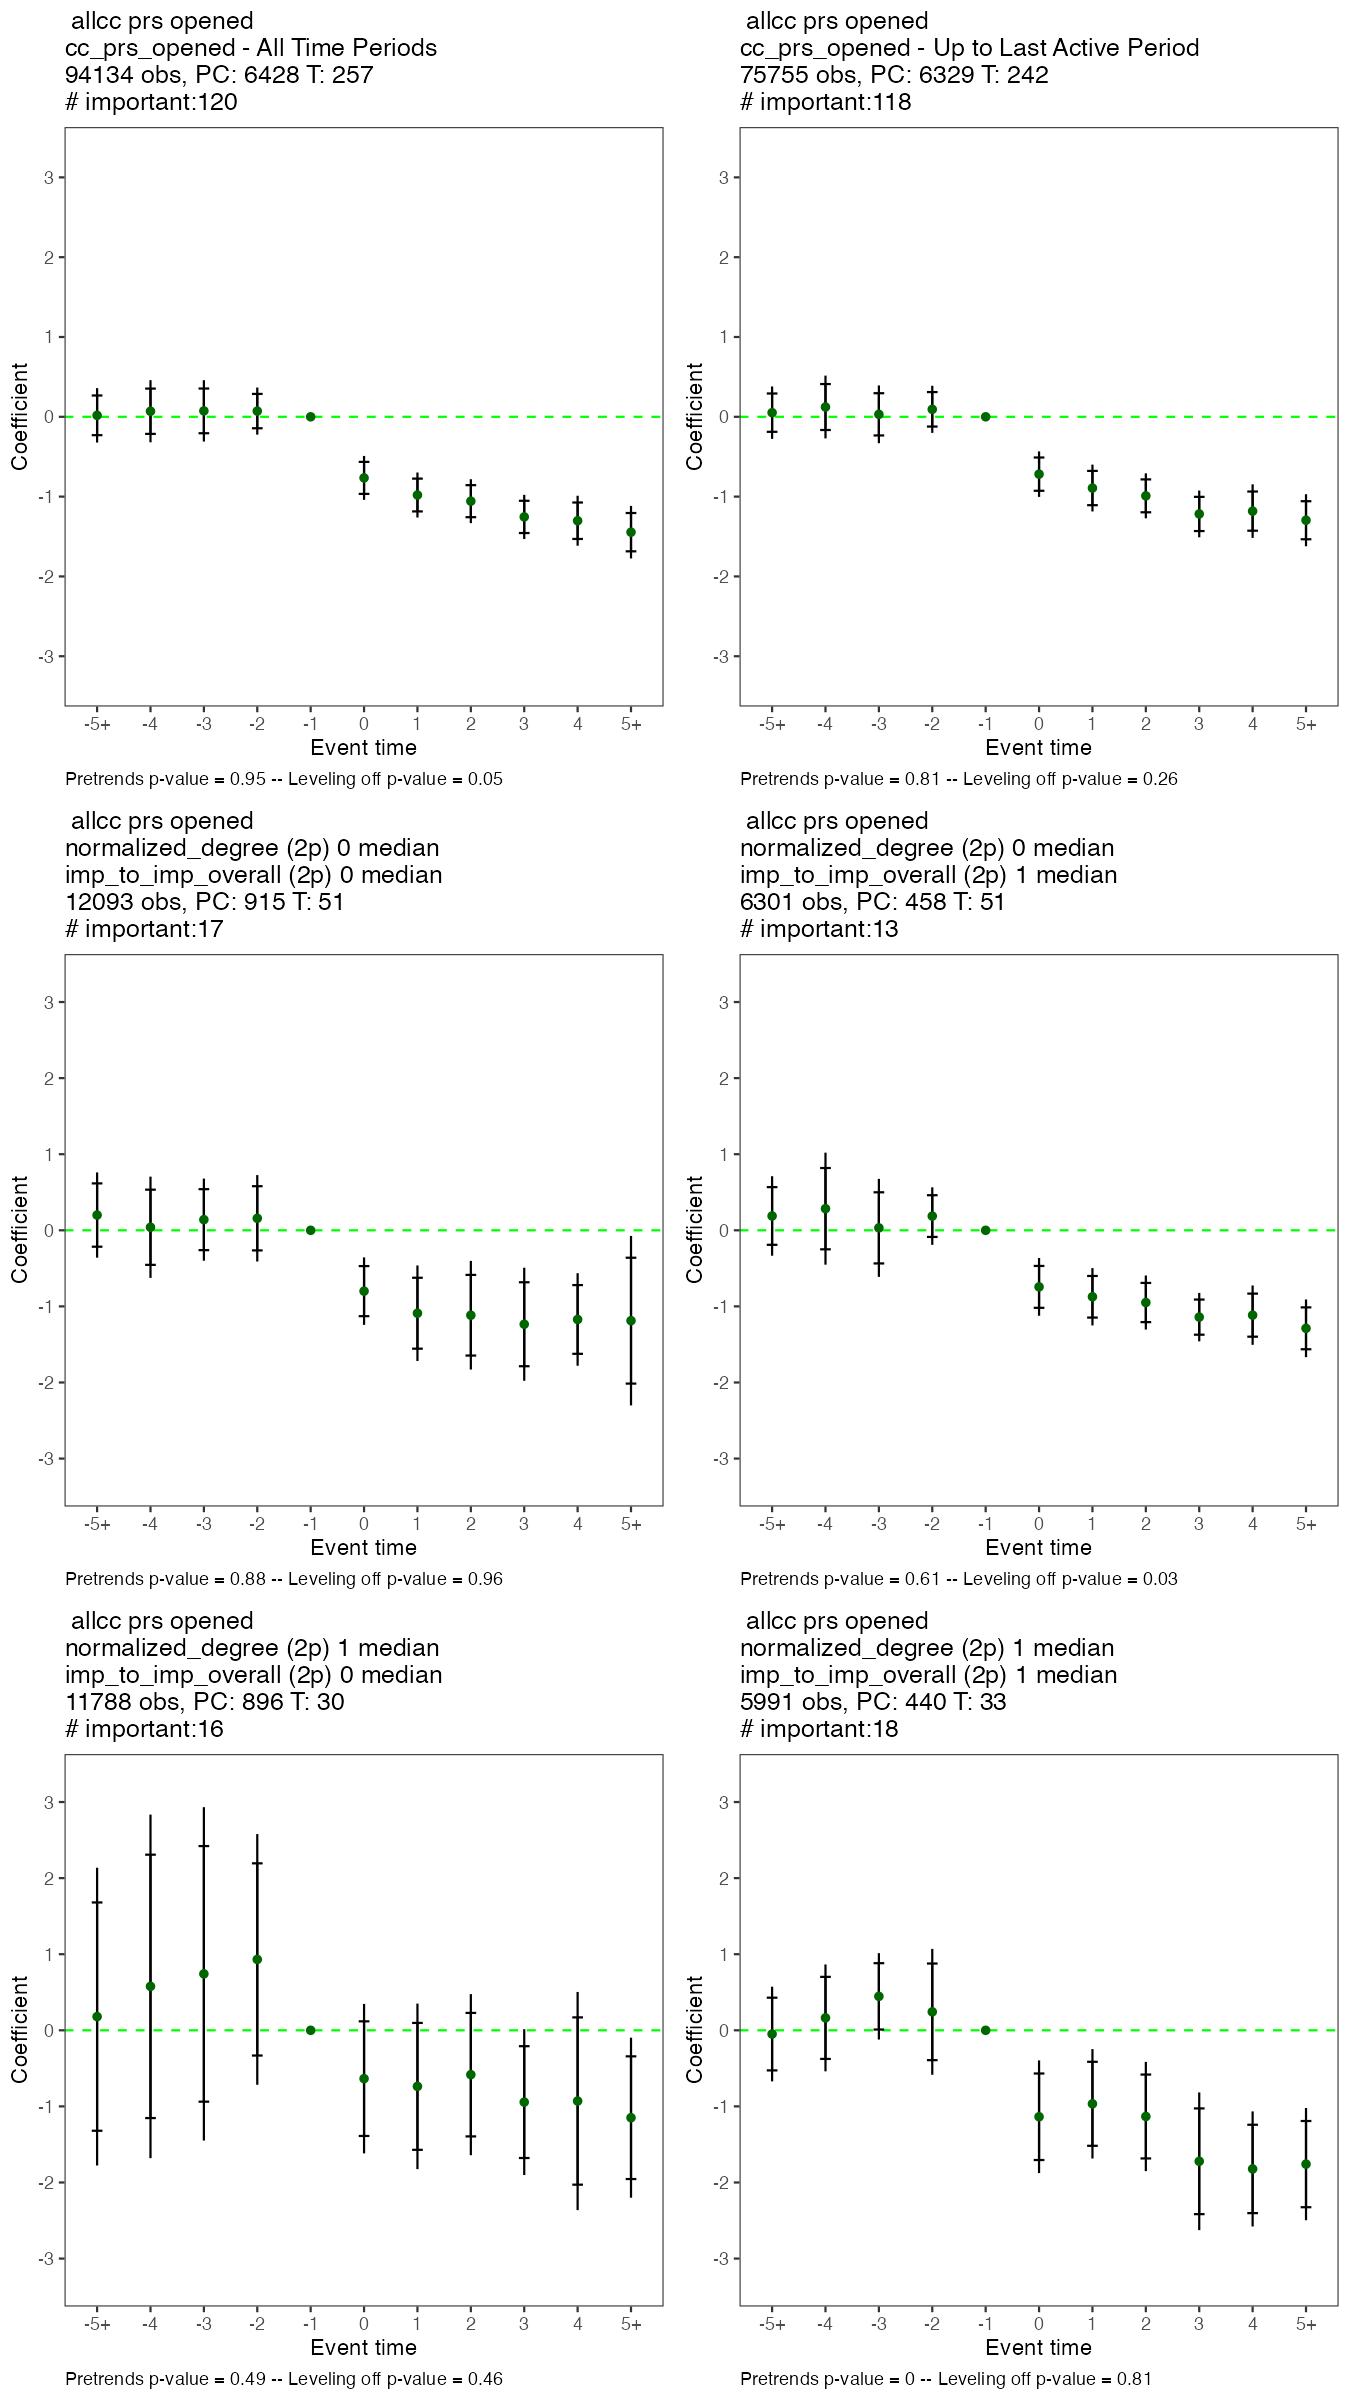 allcc prs opened
cc_prs_opened - All Time Periods
94134 obs, PC: 6428 T: 257
# important:120
3
2
1
0
-1
-2
-3
Coefficient
-5+ -4 -3 -2 -1 0 1 2 3 4 5+
Event time
Pretrends p-value = 0.95 -- Leveling off p-value = 0.05
allcc prs opened
cc_prs_opened - Up to Last Active Period
75755 obs, PC: 6329 T: 242
# important:118
3
2
1
0
-1
-2
-3
Coefficient
-5+ -4 -3 -2 -1 0 1 2 3 4 5+
Event time
Pretrends p-value = 0.81 -- Leveling off p-value = 0.26
allcc prs opened
normalized_degree (2p) 0 median
imp_to_imp_overall (2p) 0 median
12093 obs, PC: 915 T: 51
# important:17
3
2
1
0
-1
-2
-3
Coefficient
-5+ -4 -3 -2 -1 0 1 2 3 4 5+
Event time
Pretrends p-value = 0.88 -- Leveling off p-value = 0.96
allcc prs opened
normalized_degree (2p) 0 median
imp_to_imp_overall (2p) 1 median
6301 obs, PC: 458 T: 51
# important:13
3
2
1
0
-1
-2
-3
Coefficient
-5+ -4 -3 -2 -1 0 1 2 3 4 5+
Event time
Pretrends p-value = 0.61 -- Leveling off p-value = 0.03
allcc prs opened
normalized_degree (2p) 1 median
imp_to_imp_overall (2p) 0 median
11788 obs, PC: 896 T: 30
# important:16
3
2
1
0
-1
-2
-3
Coefficient
-5+ -4 -3 -2 -1 0 1 2 3 4 5+
Event time
Pretrends p-value = 0.49 -- Leveling off p-value = 0.46
allcc prs opened
normalized_degree (2p) 1 median
imp_to_imp_overall (2p) 1 median
5991 obs, PC: 440 T: 33
# important:18
3
2
1
0
-1
-2
-3
Coefficient
-5+ -4 -3 -2 -1 0 1 2 3 4 5+
Event time
Pretrends p-value = 0 -- Leveling off p-value = 0.81